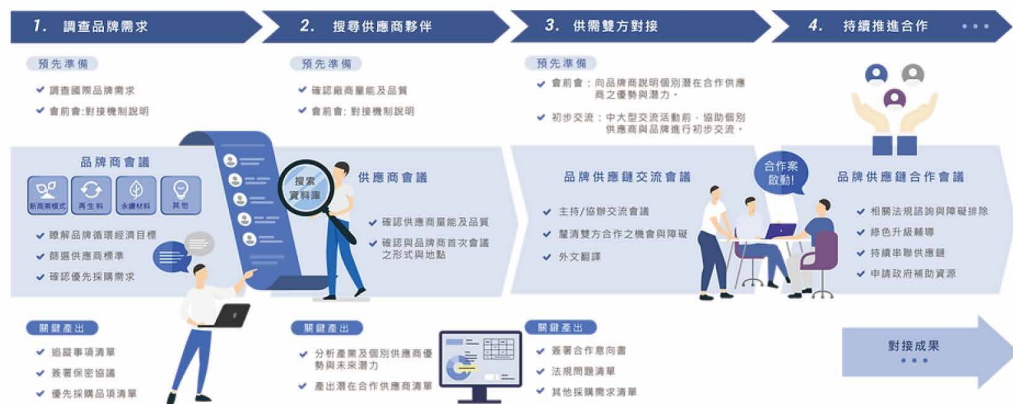 1. 調查品牌需求
2. 搜尋供應商夥伴
3. 供需雙方對接
4. 持續推進合作
預先準備
調查國際品牌需求
會前會:對接機制說明
預先準備
確認廠商量能及品質
會前會: 對接機制說明
預先準備
會前會：向品牌商說明個別潛在合作供應
商之優勢與潛力。
初步交流：中大型交流活動前，協助個別
供應商與品牌進行初步交流。
品牌商會議
新商業模式
再生料
永續材料
其他
瞭解品牌循環經濟目標
篩選供應商標準
確認優先採購需求
搜索
資料庫
供應商會議
確認供應商量能及品質
確認與品牌商首次會議
之形式與地點
品牌供應鏈交流會議
主持/協辦交流會議
釐清雙方合作之機會與障礙
外文翻譯
合作案
啟動!
品牌供應鏈合作會議
相關法規諮詢與障礙排除
綠色升級輔導
持續串聯供應鏈
申請政府補助資源
關鍵產出
追蹤事項清單
簽署保密協議
優先採購品項清單
關鍵產出
分析產業及個別供應商優
勢與未來潛力
產出潛在合作供應商清單
關鍵產出
簽署合作意向書
法規問題清單
其他採購需求清單
對接成果